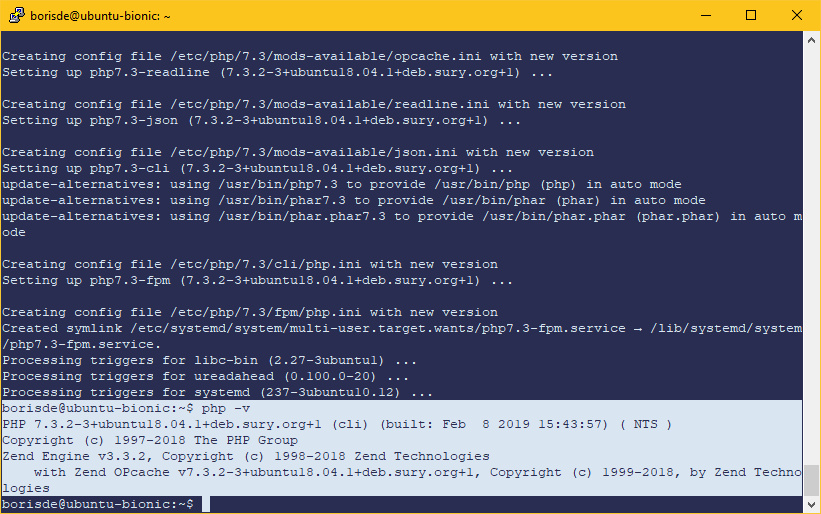 borisde@ubuntu-bionic: ~
Creating config file /etc/php/7.3/mods-available/opcache.ini with new version
Setting up php7.3-readline (7.3.2-3+ubuntu18.04.1+deb.sury.org+1) ...
Creating config file /etc/php/7.3/mods-available/readline.ini with new version
Setting up php7.3-json (7.3.2-3+ubuntu18.04.1+deb.sury.org+1) ...
Creating config file /etc/php/7.3/mods-available/json.ini with new version
Setting up php7.3-cli (7.3.2-3+ubuntu18.04.1+deb.sury.org+1) ...
update-alternatives: using /usr/bin/php7.3 to provide /usr/bin/php (php) in auto mode
update-alternatives: using /usr/bin/phar7.3 to provide /usr/bin/phar (phar) in auto mode
update-alternatives: using /usr/bin/phar.phar7.3 to provide /usr/bin/phar.phar (phar.phar) in auto m
ode
Creating config file /etc/php/7.3/cli/php.ini with new version
Setting up php7.3-fpm (7.3.2-3+ubuntu18.04.1+deb.sury.org+1) ...
Creating config file /etc/php/7.3/fpm/php.ini with new version
Created symlink /etc/systemd/system/multi-user.target.wants/php7.3-fpm.service → /lib/systemd/system
/php7.3-fpm.service.
Processing triggers for libc-bin (2.27-3ubuntu1) ...
Processing triggers for ureadahead (0.100.0-20) ...
Processing triggers for systemd (237-3ubuntu10.12) ...
borisde@ubuntu-bionic:~$ php -v
PHP 7.3.2-3+ubuntu18.04.1+deb.sury.org+1 (cli) (built: Feb  8 2019 15:43:57) ( NTS )
Copyright (c) 1997-2018 The PHP Group
Zend Engine v3.3.2, Copyright (c) 1998-2018 Zend Technologies
    with Zend OPcache v7.3.2-3+ubuntu18.04.1+deb.sury.org+1, Copyright (c) 1999-2018, by Zend Techno
logies
borisde@ubuntu-bionic:~$